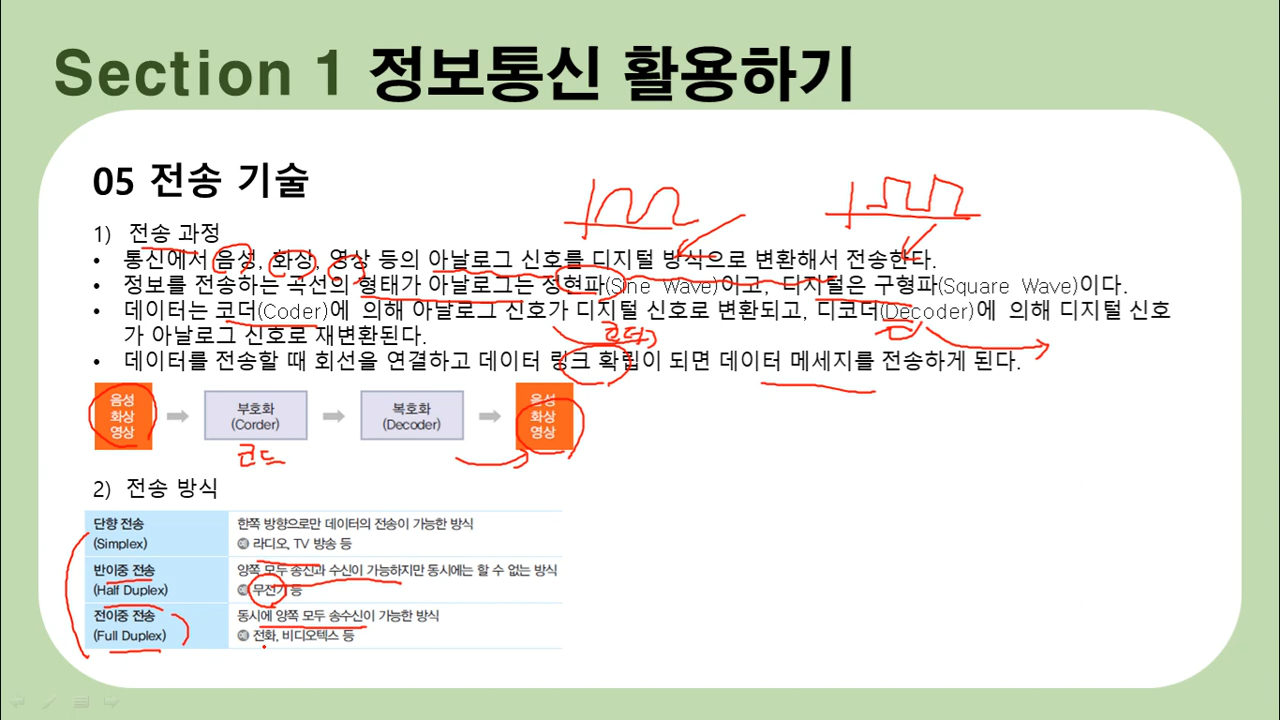 Section 1 정보통신 활용하기
05 전송 기술
1) 전송 과정
• 통신에서 음성, 화상, 영상 등의 아날로그 신호를 디지털 방식으로 변환해서 전송한다.
• 정보를 전송하는 곡선의 형태가 아날로그는 정현파(Sine Wave)이고, 디지털은 구형파(Square Wave)이다.
• 데이터는 코더(Coder)에 의해 아날로그 신호가 디지털 신호로 변환되고, 디코더(Decoder)에 의해 디지털 신호
가 아날로그 신호로 재변환된다.
• 데이터를 전송할 때 회선을 연결하고 데이터 링크 확립이 되면 데이터 메세지를 전송하게 된다.
음성
화상
영상
부호화
(Corder)
복호화
(Decoder)
음성
화상
영상
코드
2) 전송 방식
단향 전송
(Simplex)
한쪽 방향으로만 데이터의 전송이 가능한 방식
예 라디오, TV 방송 등
반이중 전송
(Half Duplex)
양쪽 모두 송신과 수신이 가능하지만 동시에는 할 수 없는 방식
예 무전기 등
전이중 전송
(Full Duplex)
동시에 양쪽 모두 송수신이 가능한 방식
예 전화, 비디오텍스 등